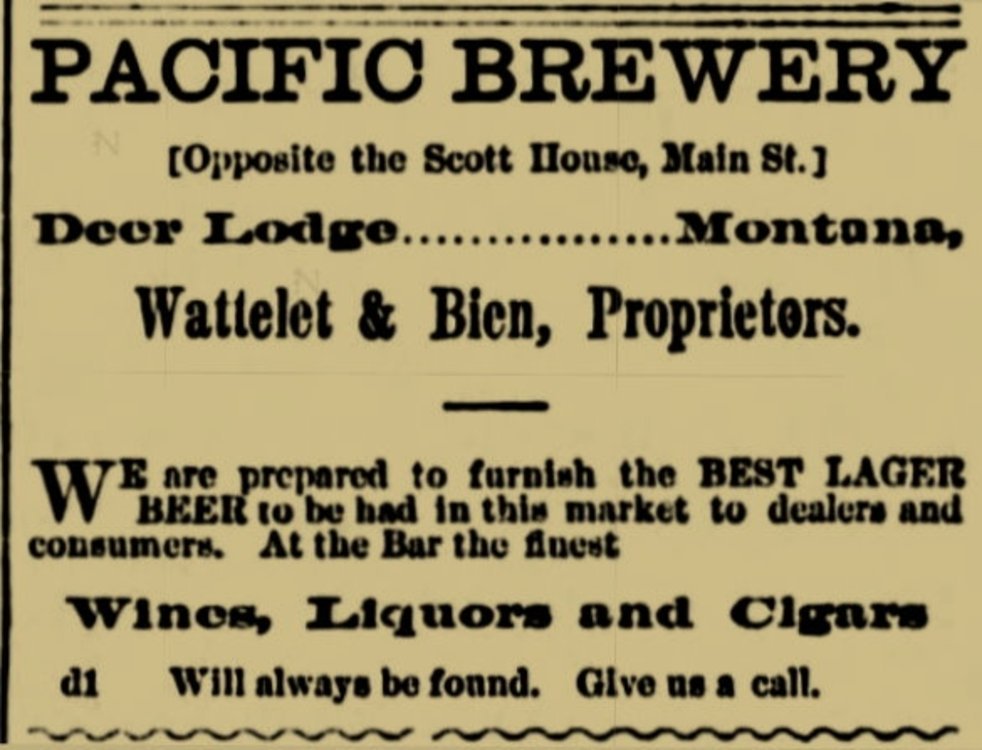 PACIFIC BREWERY
[Opposite the Scott House, Main St.]
Deer Lodge................Montana,
Wattelet & Bien, Proprietors.
WE are prepared to furnish the BEST LAGER
BEER to be had in this market to dealers and
consumers. At the Bar the finest
Wines, Liquors and Cigars
d1 Will always be found. Give us a call.